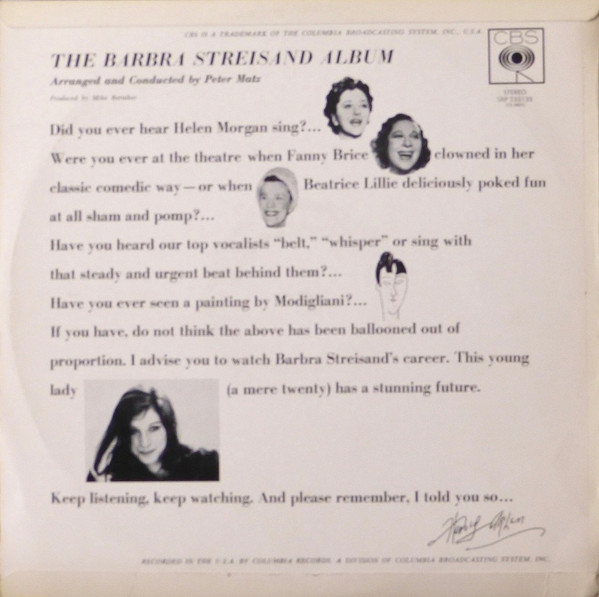 CBS IS A TRADEMARK OF THE COLUMBIA BROADCASTING SYSTEM, INC., U.S.A.
CBS
THE BARBRA STREISAND ALBUM
Arranged and Conducted by Peter Matz
Produced by Mike Berniker
STEREO
Did you ever hear Helen Morgan sing?...
Were you ever at the theatre when Fanny Brice clowned in her
classic comedic way—or when Beatrice Lillie deliciously poked fun
at all sham and pomp?...
Have you heard our top vocalists “belt,” “whisper” or sing with
that steady and urgent beat behind them?...
Have you ever seen a painting by Modigliani?...
If you have, do not think the above has been ballooned out of
proportion. I advise you to watch Barbra Streisand's career. This young
lady (a mere twenty) has a stunning future.
Keep listening, keep watching. And please remember, I told you so...
RECORDED IN THE U.S.A. BY COLUMBIA RECORDS, A DIVISION OF COLUMBIA BROADCASTING SYSTEM, INC.